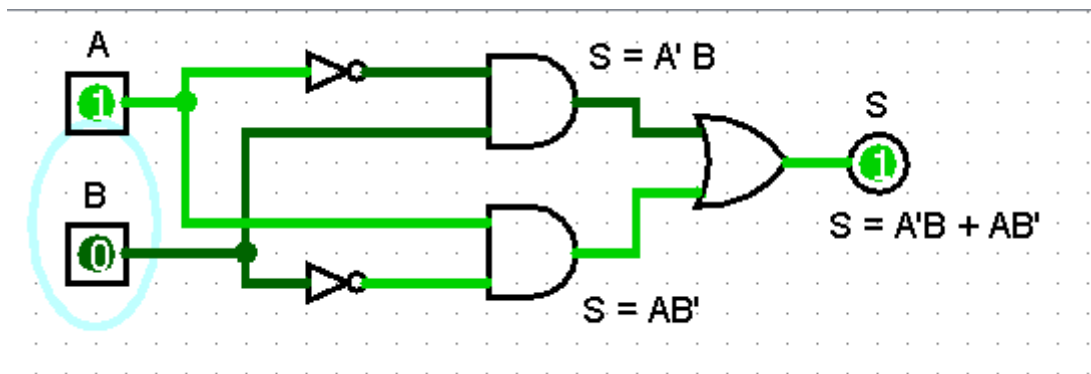 A
1
B
0
S = A' B
S = AB'
S
1
S = A'B + AB'